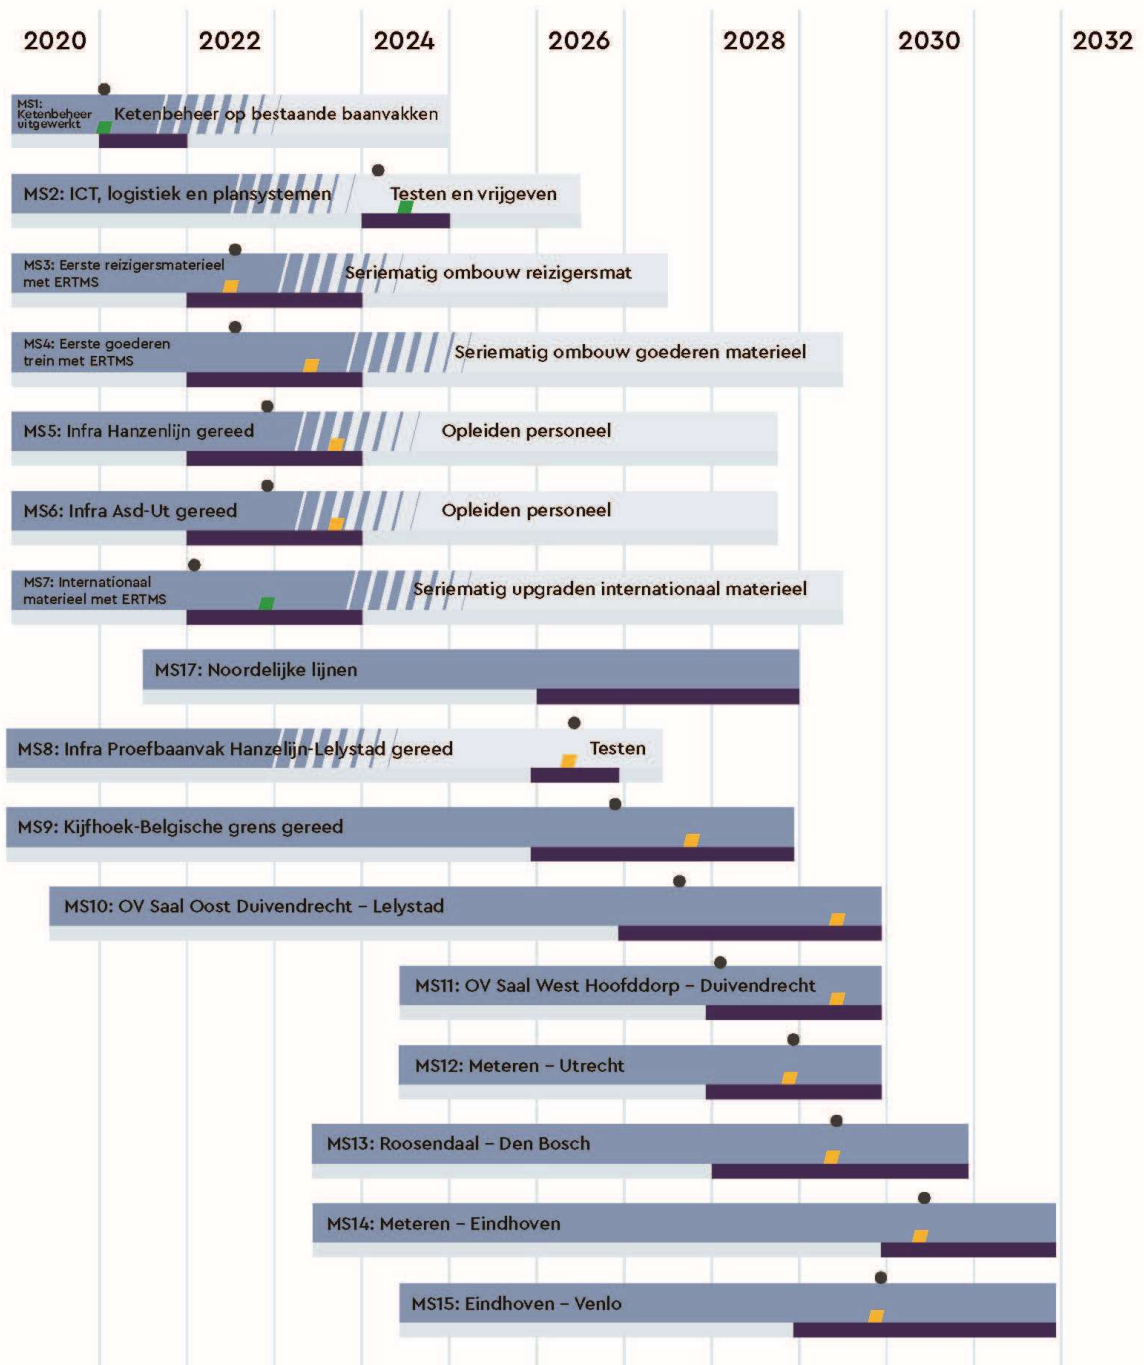 2020 2022 2024 2026 2028 2030 2032
MS1:
Ketenbeheer
uitgewerkt
Ketenbeheer op bestaande baanvakken
MS2: ICT, logistiek en plansystemen
Testen en vrijgeven
MS3: Eerste reizigersmaterieel
met ERTMS
Seriematig ombouw reizigersmat
MS4: Eerste goederen
trein met ERTMS
Seriematig ombouw goederen materieel
MS5: Infra Hanzenlijn gereed
Opleiden personeel
MS6: Infra Asd-Ut gereed
Opleiden personeel
MS7: Internationaal
materieel met ERTMS
Seriematig upgraden internationaal materieel
MS17: Noordelijke lijnen
MS8: Infra Proefbaanvak Hanzelijn-Lelystad gereed
Testen
MS9: Kijfhoek-Belgische grens gereed
MS10: OV Saal Oost Duivendrecht – Lelystad
MS11: OV Saal West Hoofddorp – Duivendrecht
MS12: Meteren – Utrecht
MS13: Roosendaal – Den Bosch
MS14: Meteren – Eindhoven
MS15: Eindhoven – Venlo